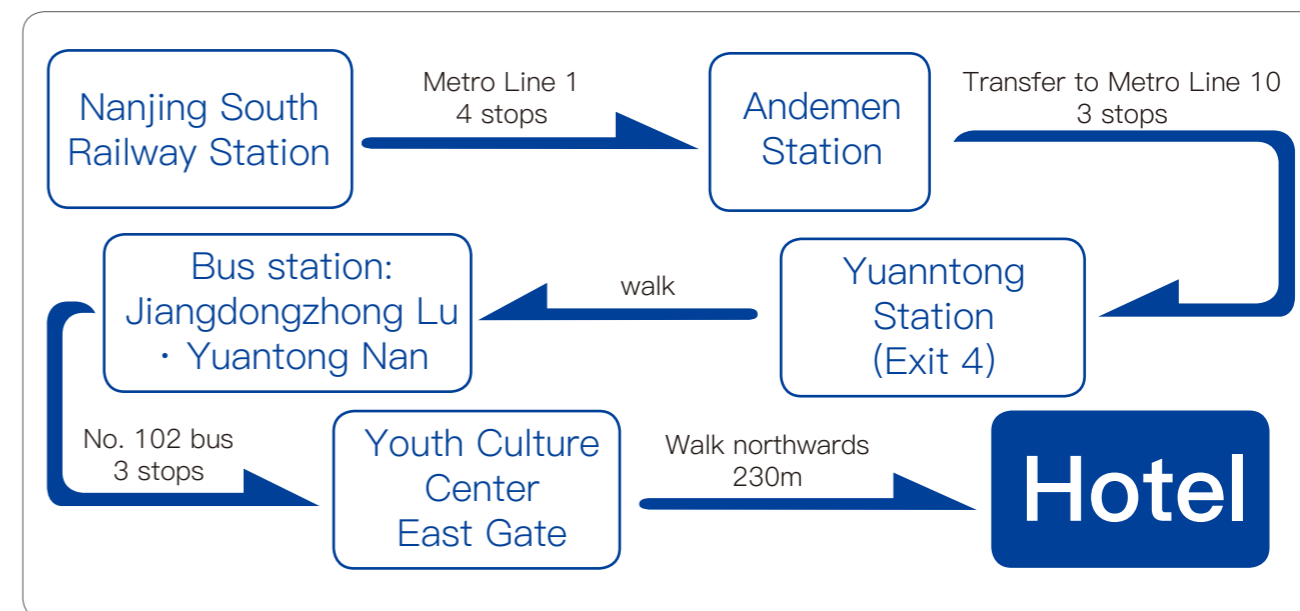 Nanjing South
Railway Station
Metro Line 1
4 stops
Andemen
Station
Transfer to Metro Line 10
3 stops
Yuanntong
Station
(Exit 4)
walk
Bus station:
Jiangdongzhong Lu
· Yuantong Nan
No. 102 bus
3 stops
Youth Culture
Center
East Gate
Walk northwards
230m
Hotel